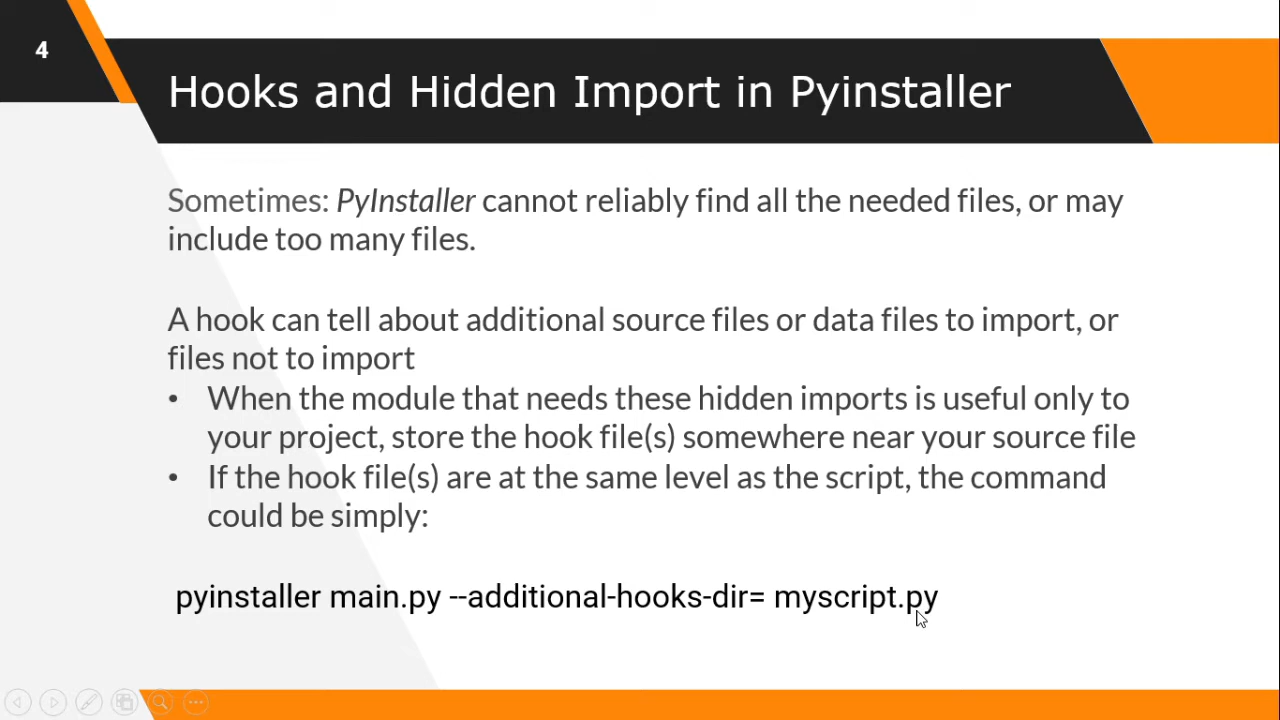 4
Hooks and Hidden Import in Pyinstaller
Sometimes: PyInstaller cannot reliably find all the needed files, or may
include too many files.
A hook can tell about additional source files or data files to import, or
files not to import
• When the module that needs these hidden imports is useful only to
your project, store the hook file(s) somewhere near your source file
• If the hook file(s) are at the same level as the script, the command
could be simply:
pyinstaller main.py --additional-hooks-dir= myscript.py